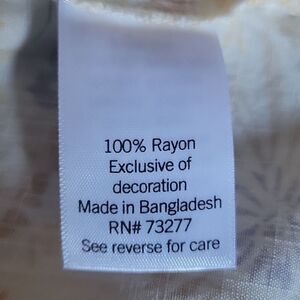 100% Rayon
Exclusive of
decoration
Made in Bangladesh
RN# 73277
See reverse for care